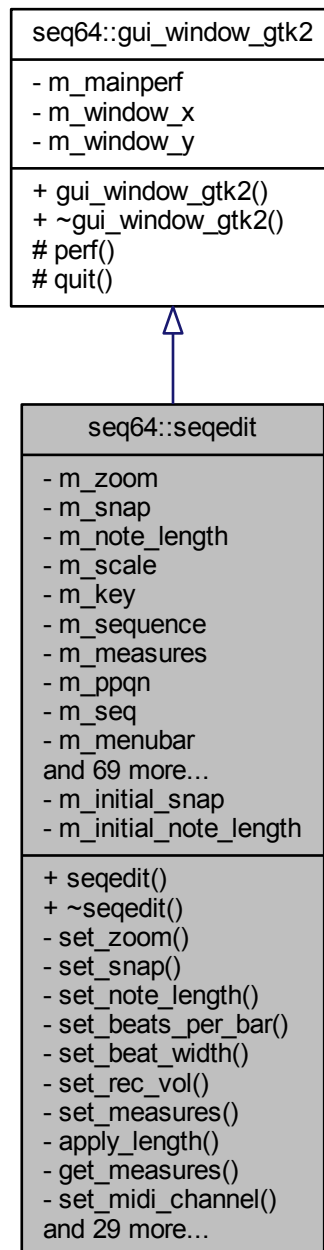 seq64::gui_window_gtk2
- m_mainperf
- m_window_x
- m_window_y
+ gui_window_gtk2()
+ ~gui_window_gtk2()
# perf()
# quit()
seq64::seqedit
- m_zoom
- m_snap
- m_note_length
- m_scale
- m_key
- m_sequence
- m_measures
- m_ppqn
- m_seq
- m_menubar
and 69 more...
- m_initial_snap
- m_initial_note_length
+ seqedit()
+ ~seqedit()
- set_zoom()
- set_snap()
- set_note_length()
- set_beats_per_bar()
- set_beat_width()
- set_rec_vol()
- set_measures()
- apply_length()
- get_measures()
- set_midi_channel()
and 29 more...